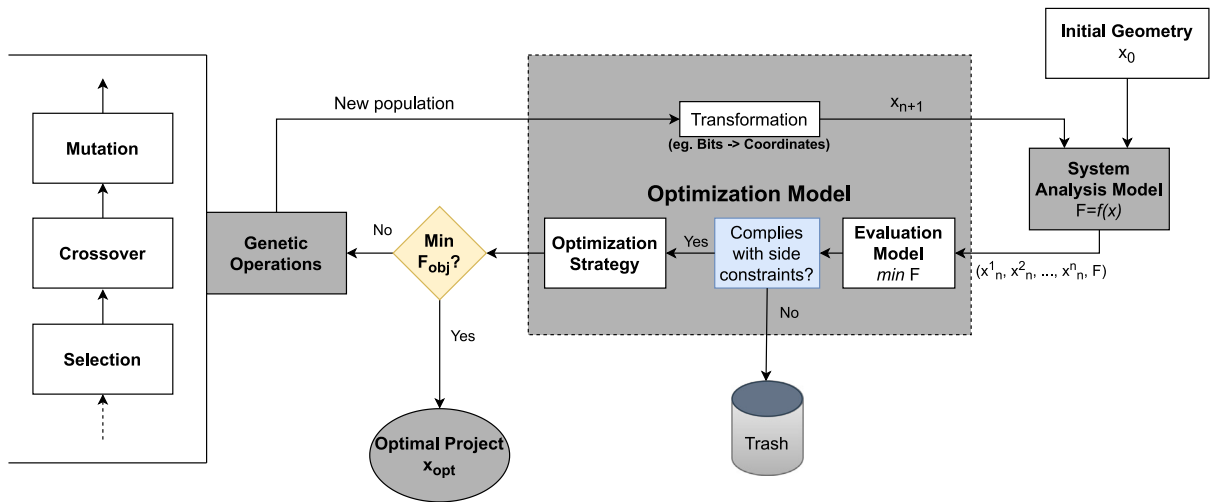 Initial Geometry
x₀
New population
Transformation
(eg. Bits -> Coordinates)
xₙ₊₁
Mutation
System
Analysis Model
F=f(x)
Optimization Model
Crossover
Genetic
Operations
No
Min
F_obj?
Optimization
Strategy
Yes
Complies
with side
constraints?
Evaluation
Model
min F
(x¹ₙ, x²ₙ, ..., xⁿₙ, F)
No
Selection
Yes
Optimal Project
x_opt
Trash